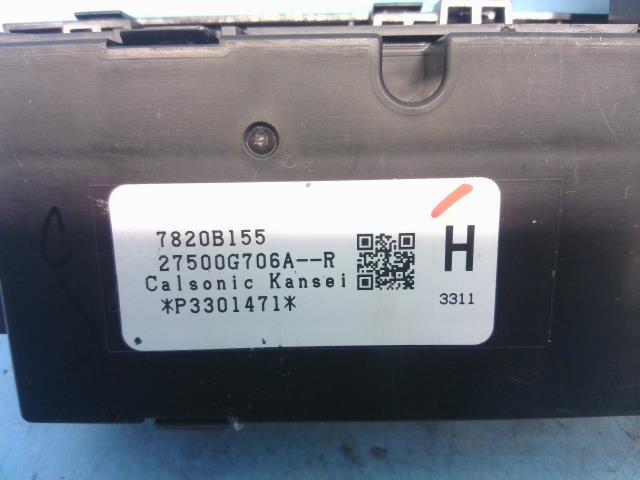 7820B155
27500G706A--R
Calsonic Kansei
*P3301471*
H
3311